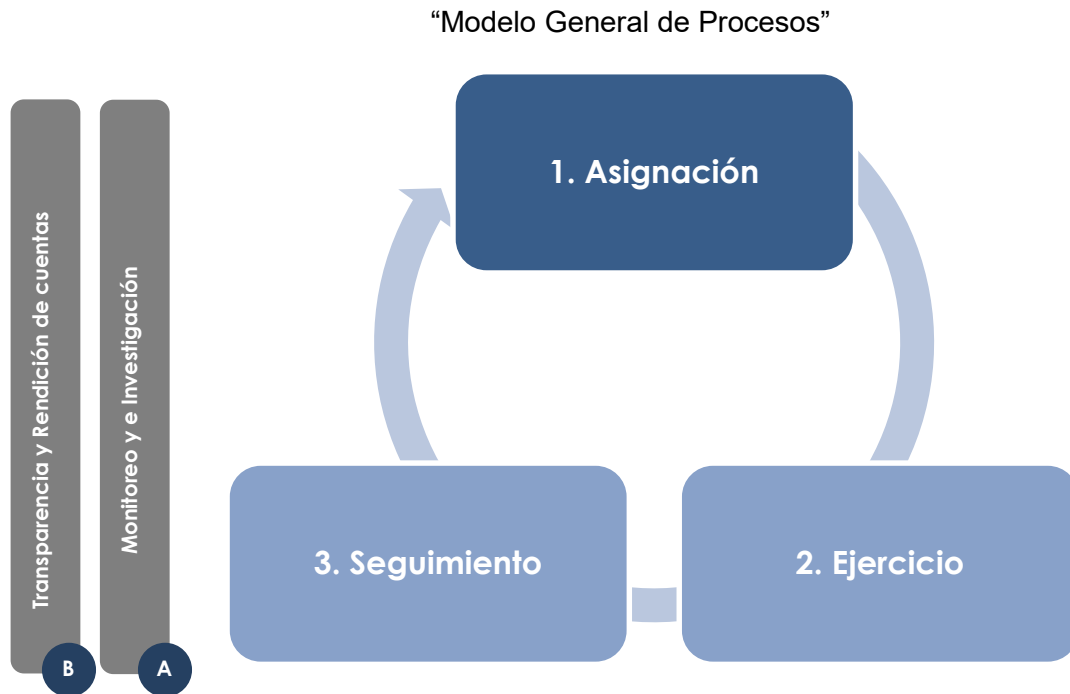 “Modelo General de Procesos”
1. Asignación
Transparencia y Rendición de cuentas
Monitoreo y e Investigación
3. Seguimiento
2. Ejercicio
B
A